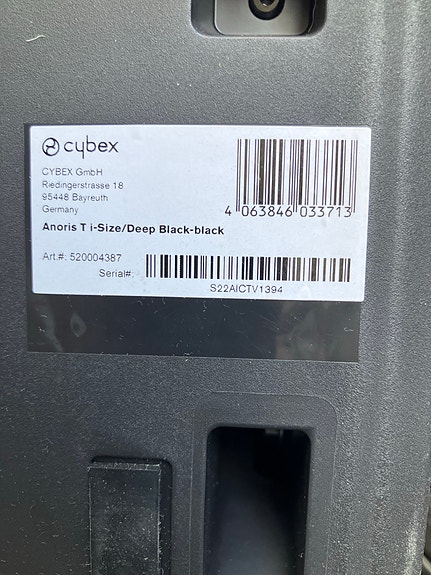 cybex
CYBEX GmbH
Riedingerstrasse 18
95448 Bayreuth
Germany
4 063846 033713
Anoris T i-Size/Deep Black-black
Art.#: 520004387
Serial#:
S22AICTV1394